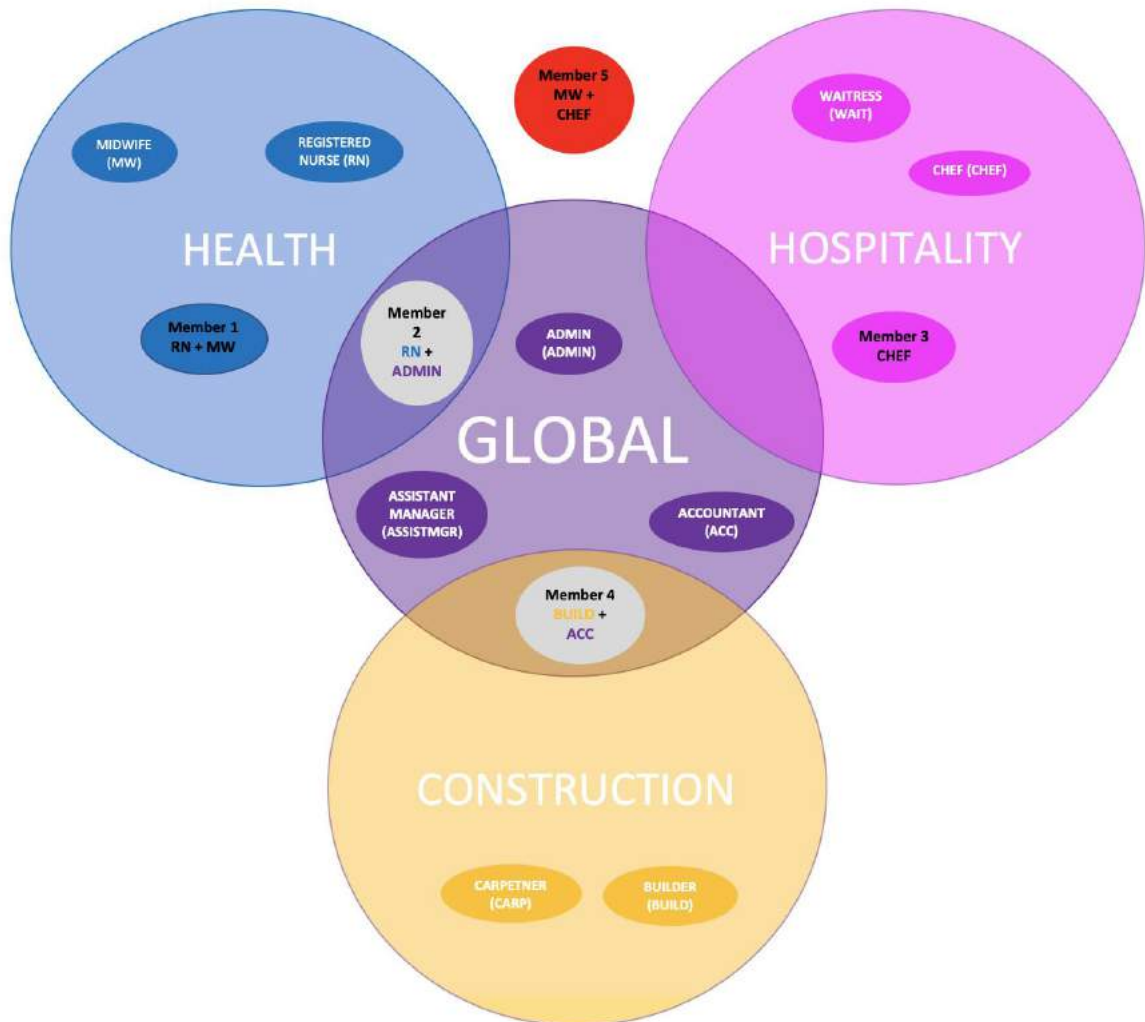 Member 5
MW +
CHEF
WAITRESS
(WAIT)
MIDWIFE
(MW)
REGISTERED
NURSE (RN)
CHEF (CHEF)
HEALTH
HOSPITALITY
Member 1
RN + MW
Member
2
RN +
ADMIN
ADMIN
(ADMIN)
Member 3
CHEF
GLOBAL
ASSISTANT
MANAGER
(ASSISTMGR)
ACCOUNTANT
(ACC)
Member 4
BUILD +
ACC
CONSTRUCTION
CARPETNER
(CARP)
BUILDER
(BUILD)